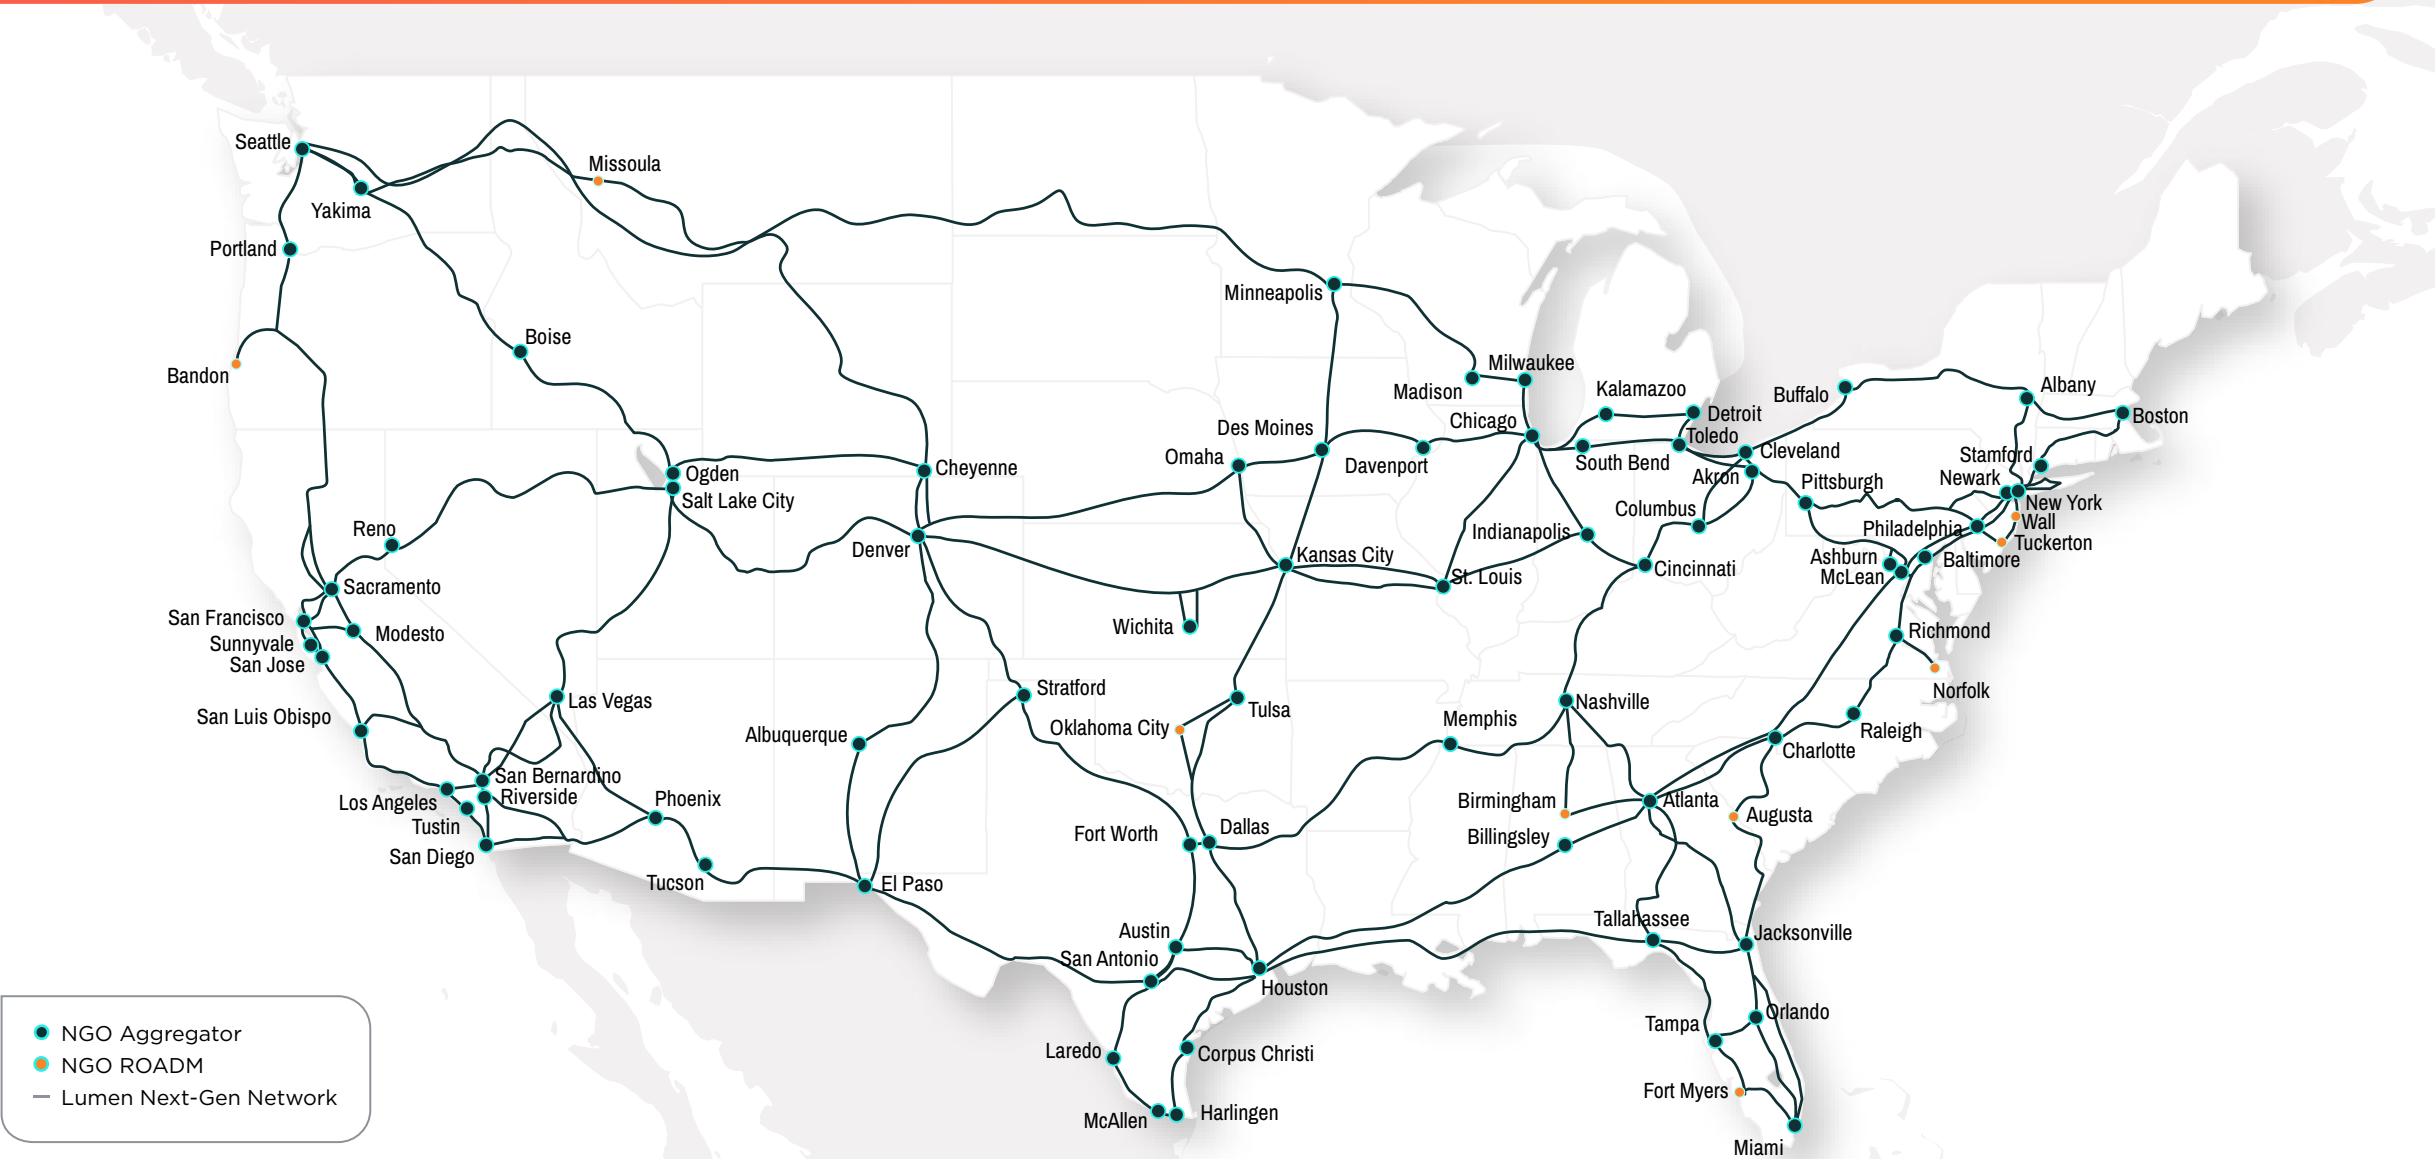 Seattle
Missoula
Yakima
Portland
Minneapolis
Boise
Bandon
Milwaukee
Madison
Kalamazoo
Buffalo
Albany
Chicago
Detroit
Boston
Des Moines
Toledo
Omaha
Davenport
South Bend
Cleveland
Stamford
Cheyenne
Ogden
Akron
Newark
Pittsburgh
Salt Lake City
New York
Columbus
Wall
Reno
Indianapolis
Philadelphia
Denver
Tuckerton
Kansas City
Ashburn
Baltimore
Cincinnati
McLean
St. Louis
Sacramento
San Francisco
Modesto
Wichita
Richmond
Sunnyvale
San Jose
Stratford
Norfolk
Las Vegas
Nashville
Tulsa
San Luis Obispo
Memphis
Oklahoma City
Raleigh
Albuquerque
Charlotte
San Bernardino
Riverside
Phoenix
Los Angeles
Birmingham
Atlanta
Augusta
Tustin
Dallas
Fort Worth
Billingsley
San Diego
Tucson
El Paso
Tallahassee
Austin
Jacksonville
San Antonio
Houston
Orlando
Tampa
NGO Aggregator
Laredo
Corpus Christi
NGO ROADM
Fort Myers
Lumen Next-Gen Network
McAllen
Harlingen
Miami